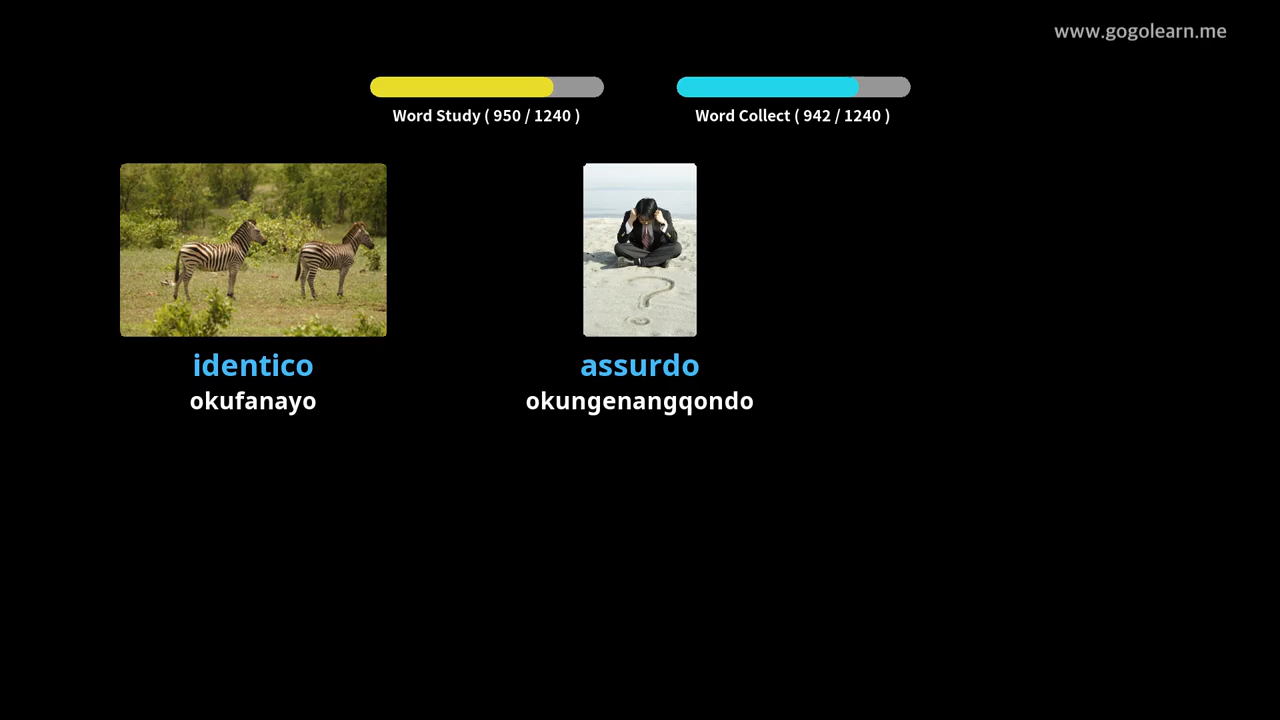 www.gogolearn.me
Word Study ( 950 / 1240 )
Word Collect ( 942 / 1240 )
identico
okufanayo
assurdo
okungenangqondo